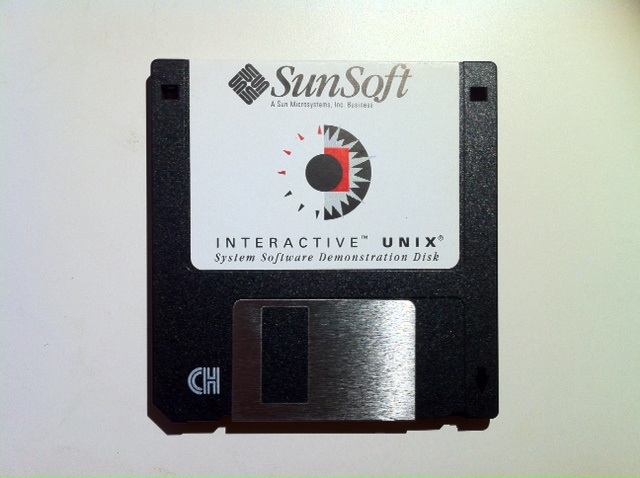 SunSoft
A Sun Microsystems, Inc. Business
INTERACTIVE™ UNIX®
System Software Demonstration Disk
CH